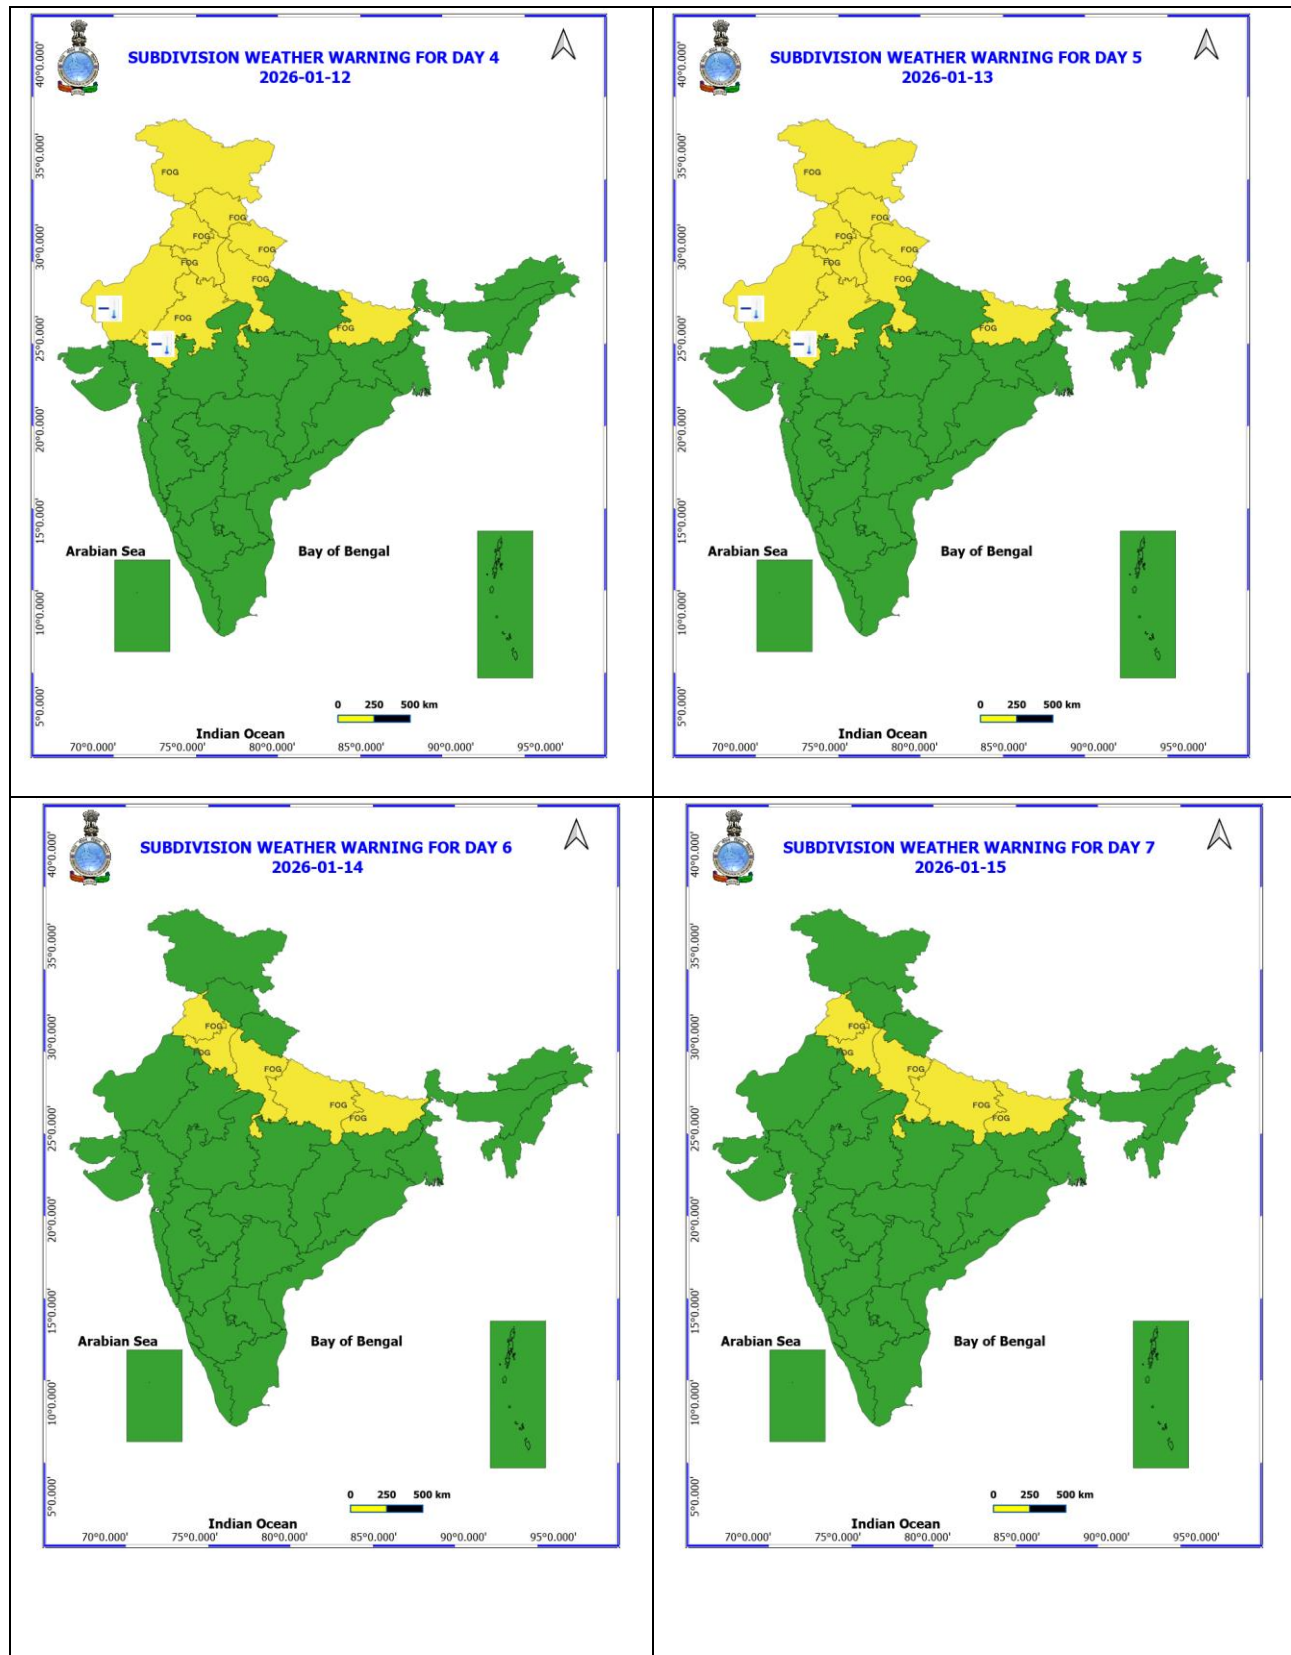 SUBDIVISION WEATHER WARNING FOR DAY 4
2026-01-12
40°0.000'
35°0.000'
30°0.000'
25°0.000'
20°0.000'
15°0.000'
10°0.000'
5°0.000'
FOG
FOG
FOG
FOG
FOG
FOG
FOG
FOG
Arabian Sea
Bay of Bengal
0 250 500 km
Indian Ocean
70°0.000' 75°0.000' 80°0.000' 85°0.000' 90°0.000' 95°0.000'
SUBDIVISION WEATHER WARNING FOR DAY 5
2026-01-13
40°0.000'
35°0.000'
30°0.000'
25°0.000'
20°0.000'
15°0.000'
10°0.000'
5°0.000'
FOG
FOG
FOG
FOG
FOG
FOG
FOG
Arabian Sea
Bay of Bengal
0 250 500 km
Indian Ocean
70°0.000' 75°0.000' 80°0.000' 85°0.000' 90°0.000' 95°0.000'
SUBDIVISION WEATHER WARNING FOR DAY 6
2026-01-14
40°0.000'
35°0.000'
30°0.000'
25°0.000'
20°0.000'
15°0.000'
10°0.000'
5°0.000'
FOG
FOG
FOG
FOG
FOG
Arabian Sea
Bay of Bengal
0 250 500 km
Indian Ocean
70°0.000' 75°0.000' 80°0.000' 85°0.000' 90°0.000' 95°0.000'
SUBDIVISION WEATHER WARNING FOR DAY 7
2026-01-15
40°0.000'
35°0.000'
30°0.000'
25°0.000'
20°0.000'
15°0.000'
10°0.000'
5°0.000'
FOG
FOG
FOG
FOG
FOG
Arabian Sea
Bay of Bengal
0 250 500 km
Indian Ocean
70°0.000' 75°0.000' 80°0.000' 85°0.000' 90°0.000' 95°0.000'